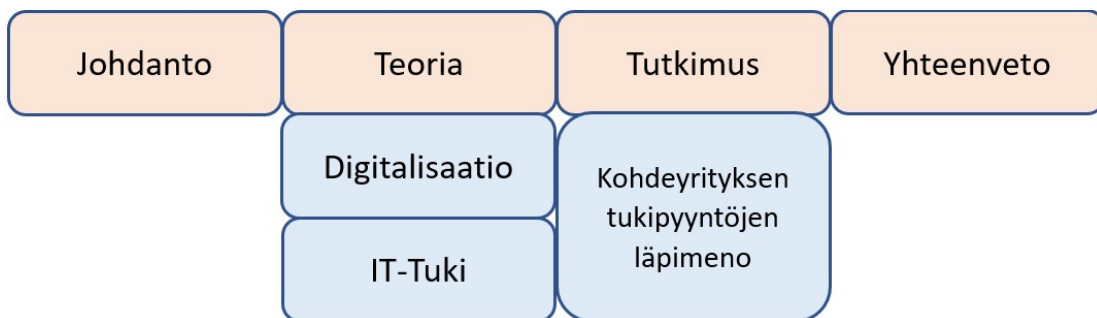 Johdanto
Teoria
Tutkimus
Yhteenveto
Digitalisaatio
IT-Tuki
Kohdeyrityksen
tukipyyntöjen
läpimeno